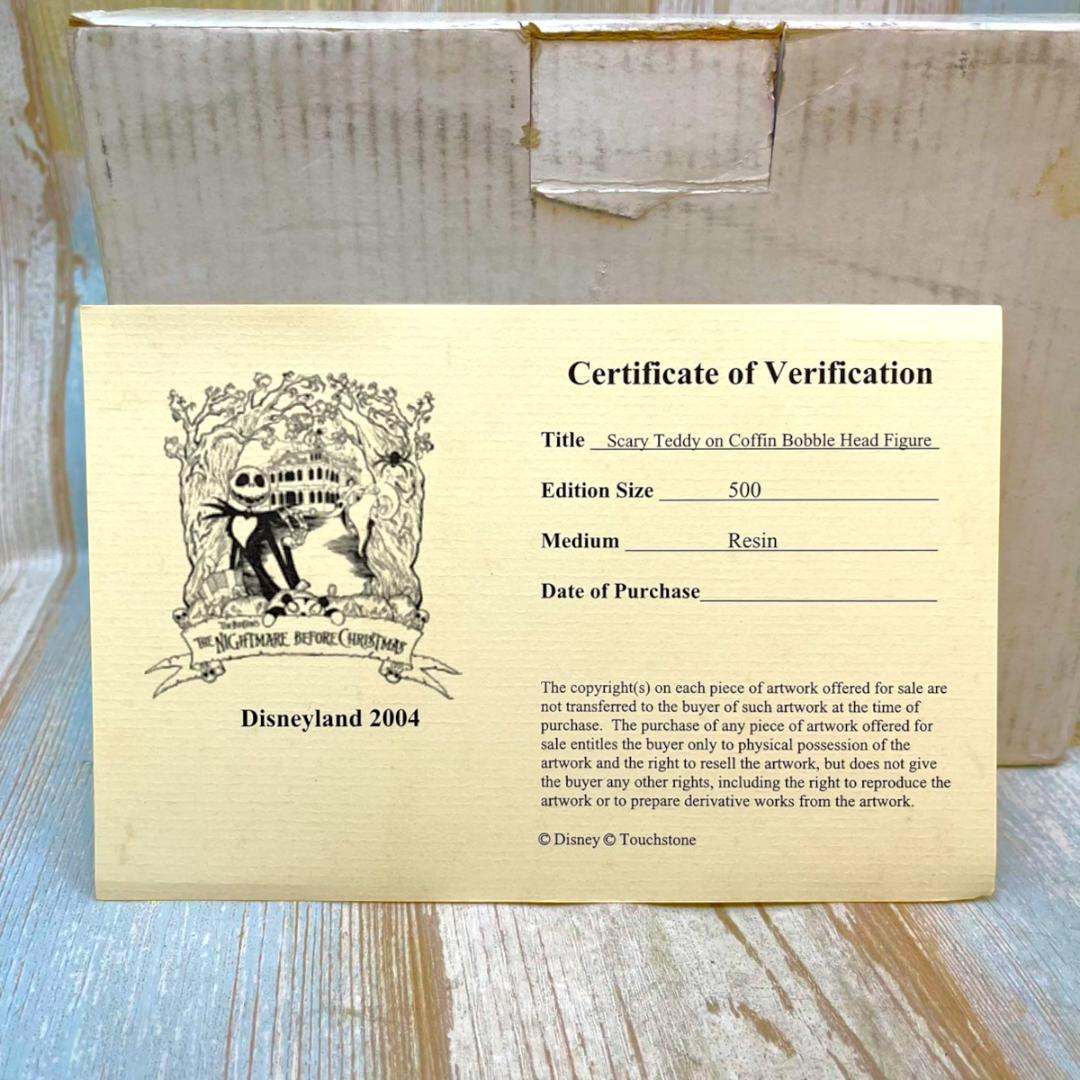 Certificate of Verification
Title Scary Teddy on Coffin Bobble Head Figure
Edition Size 500
Medium Resin
Date of Purchase
Tim Burton's
THE NIGHTMARE BEFORE CHRISTMAS
Disneyland 2004
The copyright(s) on each piece of artwork offered for sale are
not transferred to the buyer of such artwork at the time of
purchase. The purchase of any piece of artwork offered for
sale entitles the buyer only to physical possession of the
artwork and the right to resell the artwork, but does not give
the buyer any other rights, including the right to reproduce the
artwork or to prepare derivative works from the artwork.
© Disney © Touchstone